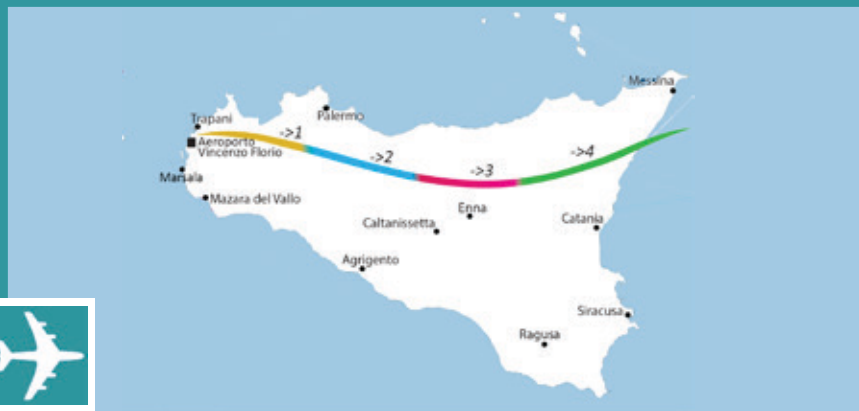 Messina
Trapani
Palermo
->1
Aeroporto
Vincenzo Florio
->2
->4
->3
Marsala
Mazara del Vallo
Enna
Caltanissetta
Catania
Agrigento
Siracusa
Ragusa